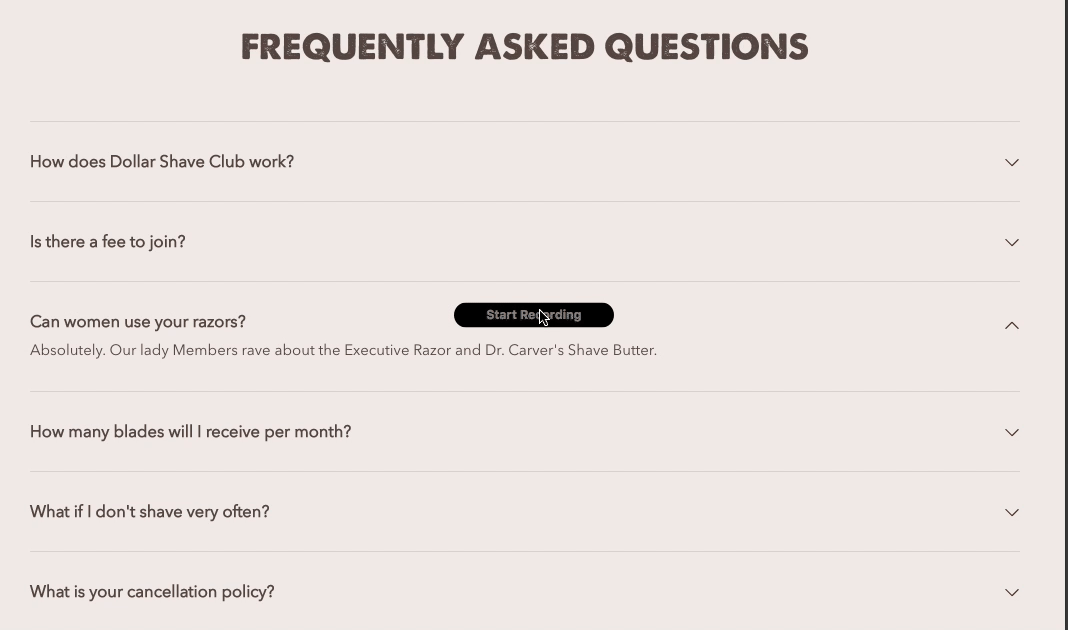 FREQUENTLY ASKED QUESTIONS
How does Dollar Shave Club work?
Is there a fee to join?
Start Recording
Can women use your razors?
Absolutely. Our lady Members rave about the Executive Razor and Dr. Carver's Shave Butter.
How many blades will I receive per month?
What if I don't shave very often?
What is your cancellation policy?